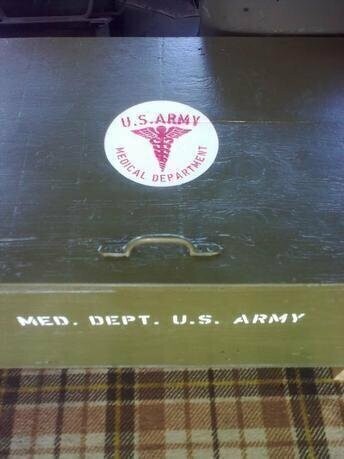 U.S. ARMY
MEDICAL DEPARTMENT
MED. DEPT. U.S. ARMY